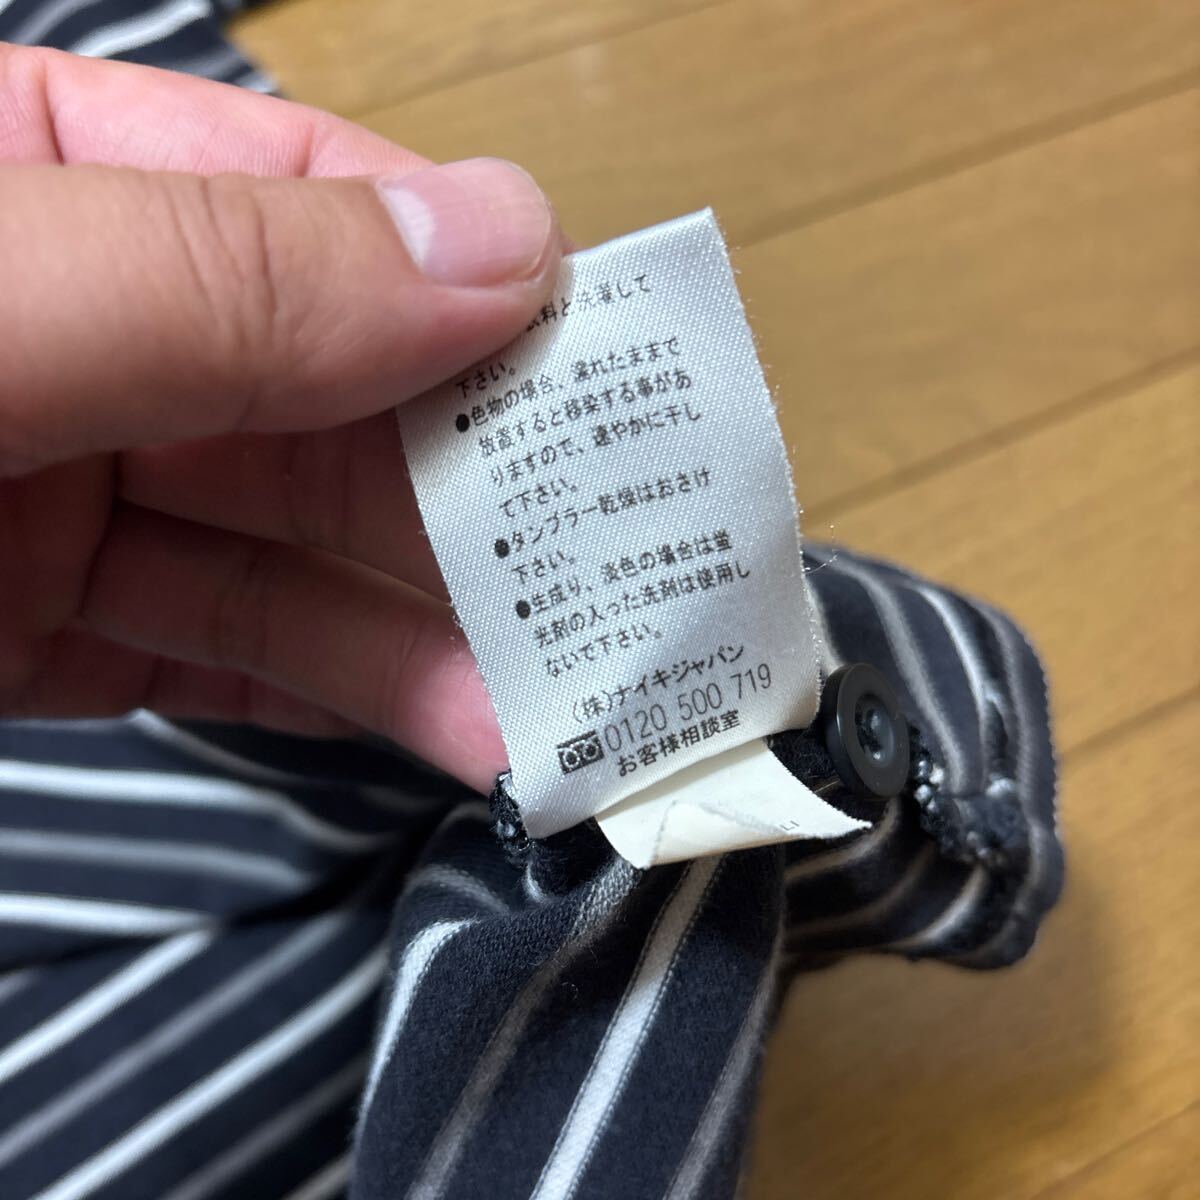 料と洗濯して
下さい。
●色物の場合、濡れたままで
放置すると移染する事があ
りますので、速やかに干し
て下さい。
●タンブラー乾燥はおさけ
下さい。
●生成り、淡色の場合は蛍
光剤の入った洗剤は使用し
ないで下さい。
(株)ナイキジャパン
0120 500 719
お客様相談室